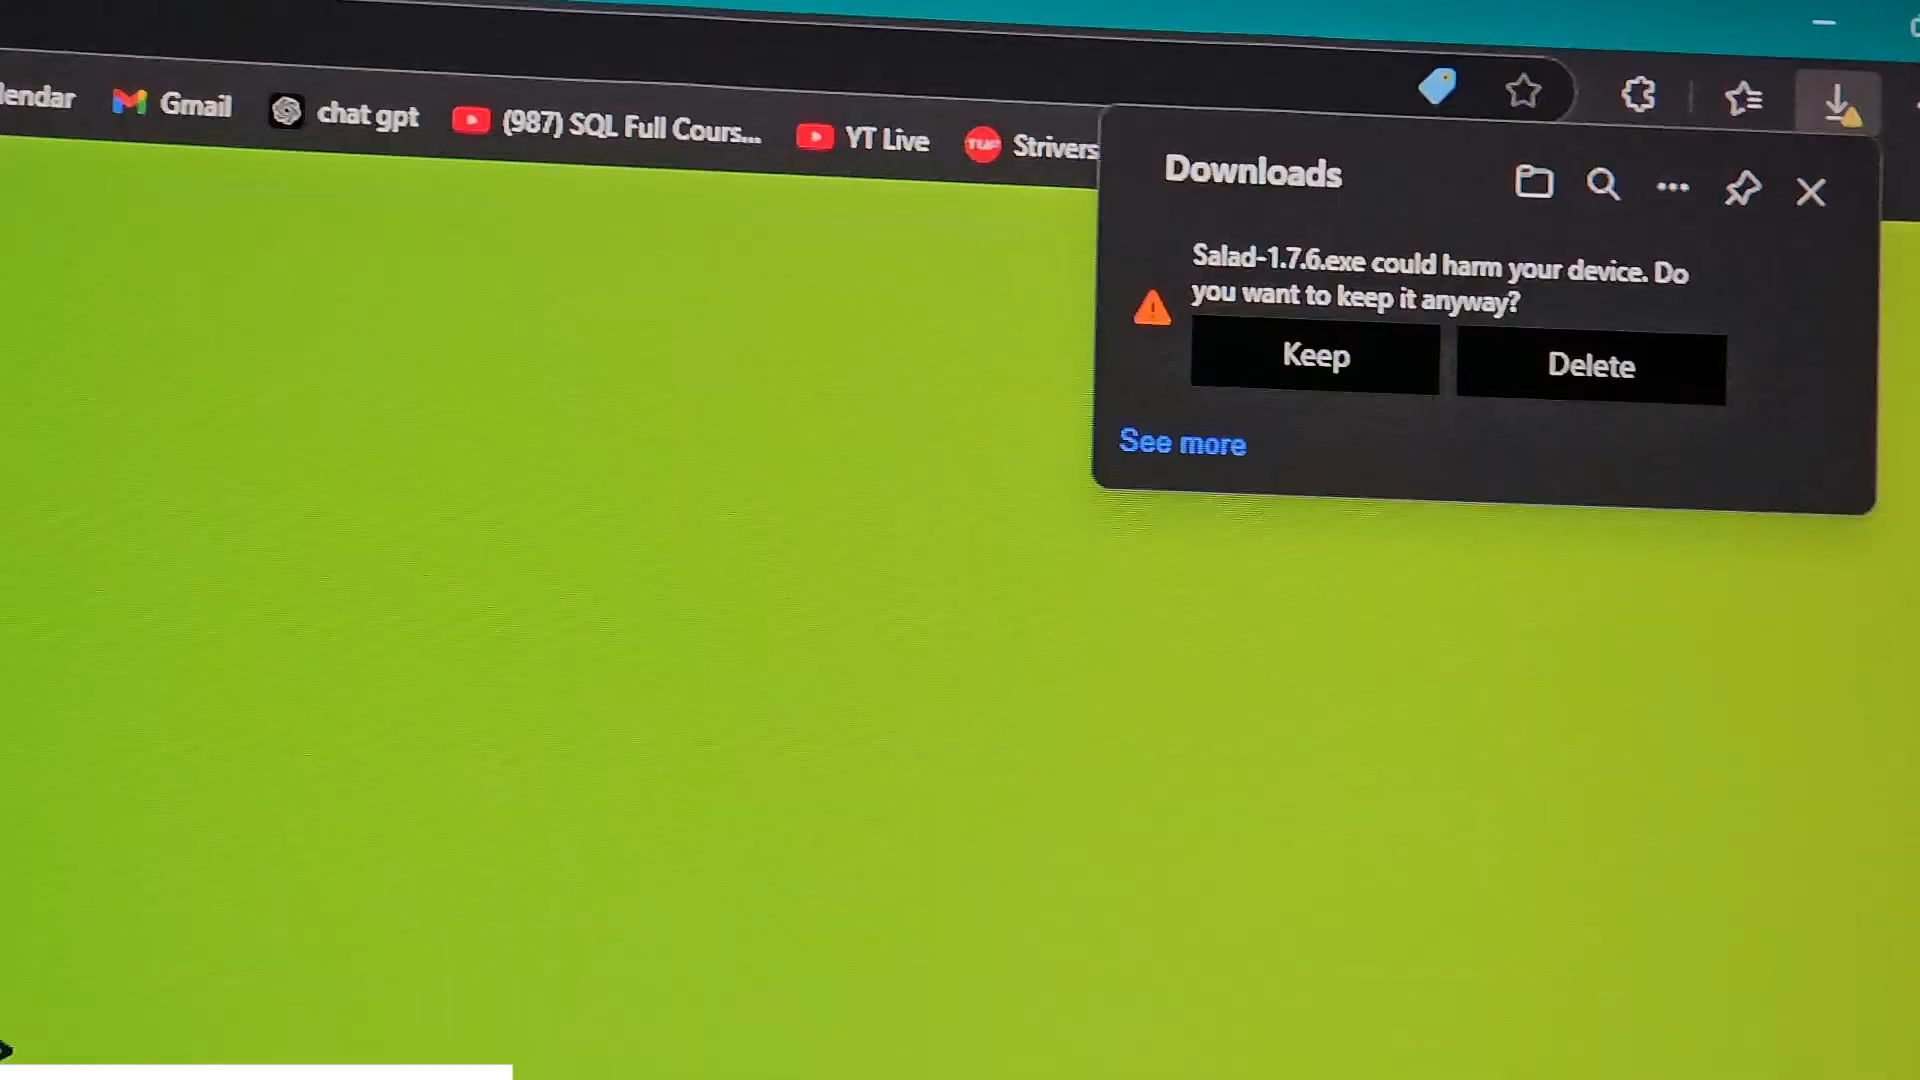 lendar
Gmail
chat gpt
(987) SQL Full Cours...
YT Live
TUF
Strivers
Downloads
Salad-1.7.6.exe could harm your device. Do
you want to keep it anyway?
Keep
Delete
See more